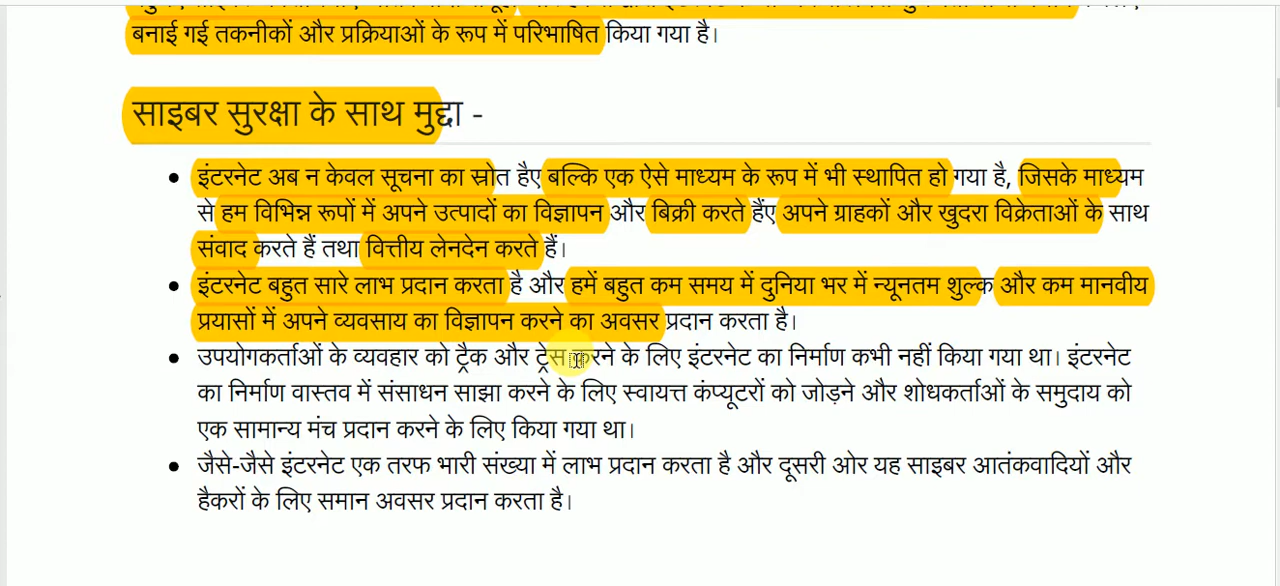 बनाई गई तकनीकों और प्रक्रियाओं के रूप में परिभाषित किया गया है।
साइबर सुरक्षा के साथ मुद्दा -
• इंटरनेट अब न केवल सूचना का स्रोत हैए बल्कि एक ऐसे माध्यम के रूप में भी स्थापित हो गया है, जिसके माध्यम
से हम विभिन्न रूपों में अपने उत्पादों का विज्ञापन और बिक्री करते हैंए अपने ग्राहकों और खुदरा विक्रेताओं के साथ
संवाद करते हैं तथा वित्तीय लेनदेन करते हैं।
• इंटरनेट बहुत सारे लाभ प्रदान करता है और हमें बहुत कम समय में दुनिया भर में न्यूनतम शुल्क और कम मानवीय
प्रयासों में अपने व्यवसाय का विज्ञापन करने का अवसर प्रदान करता है।
• उपयोगकर्ताओं के व्यवहार को ट्रैक और ट्रेस करने के लिए इंटरनेट का निर्माण कभी नहीं किया गया था। इंटरनेट
का निर्माण वास्तव में संसाधन साझा करने के लिए स्वायत्त कंप्यूटरों को जोड़ने और शोधकर्ताओं के समुदाय को
एक सामान्य मंच प्रदान करने के लिए किया गया था।
• जैसे-जैसे इंटरनेट एक तरफ भारी संख्या में लाभ प्रदान करता है और दूसरी ओर यह साइबर आतंकवादियों और
हैकरों के लिए समान अवसर प्रदान करता है।